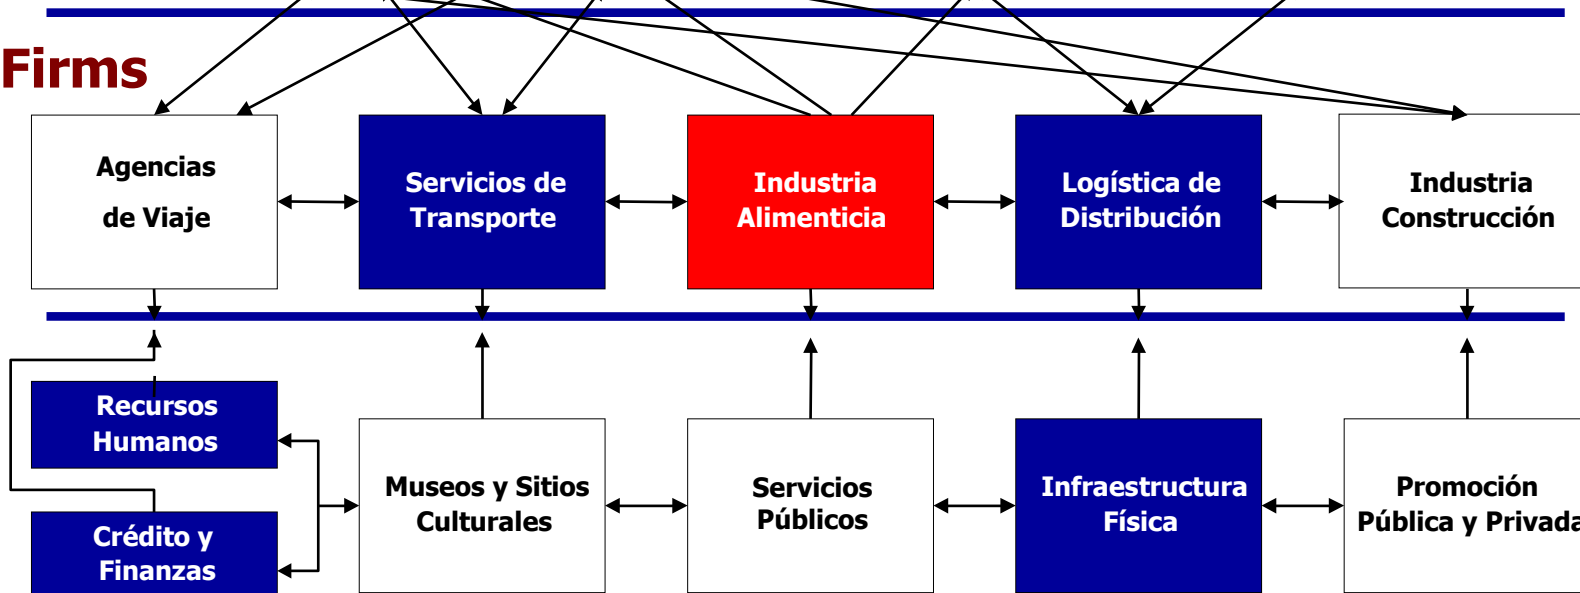 Firms
Agencias
de Viaje
Servicios de
Transporte
Industria
Alimenticia
Logística de
Distribución
Industria
Construcción
Recursos
Humanos
Crédito y
Finanzas
Museos y Sitios
Culturales
Servicios
Públicos
Infraestructura
Física
Promoción
Pública y Privada